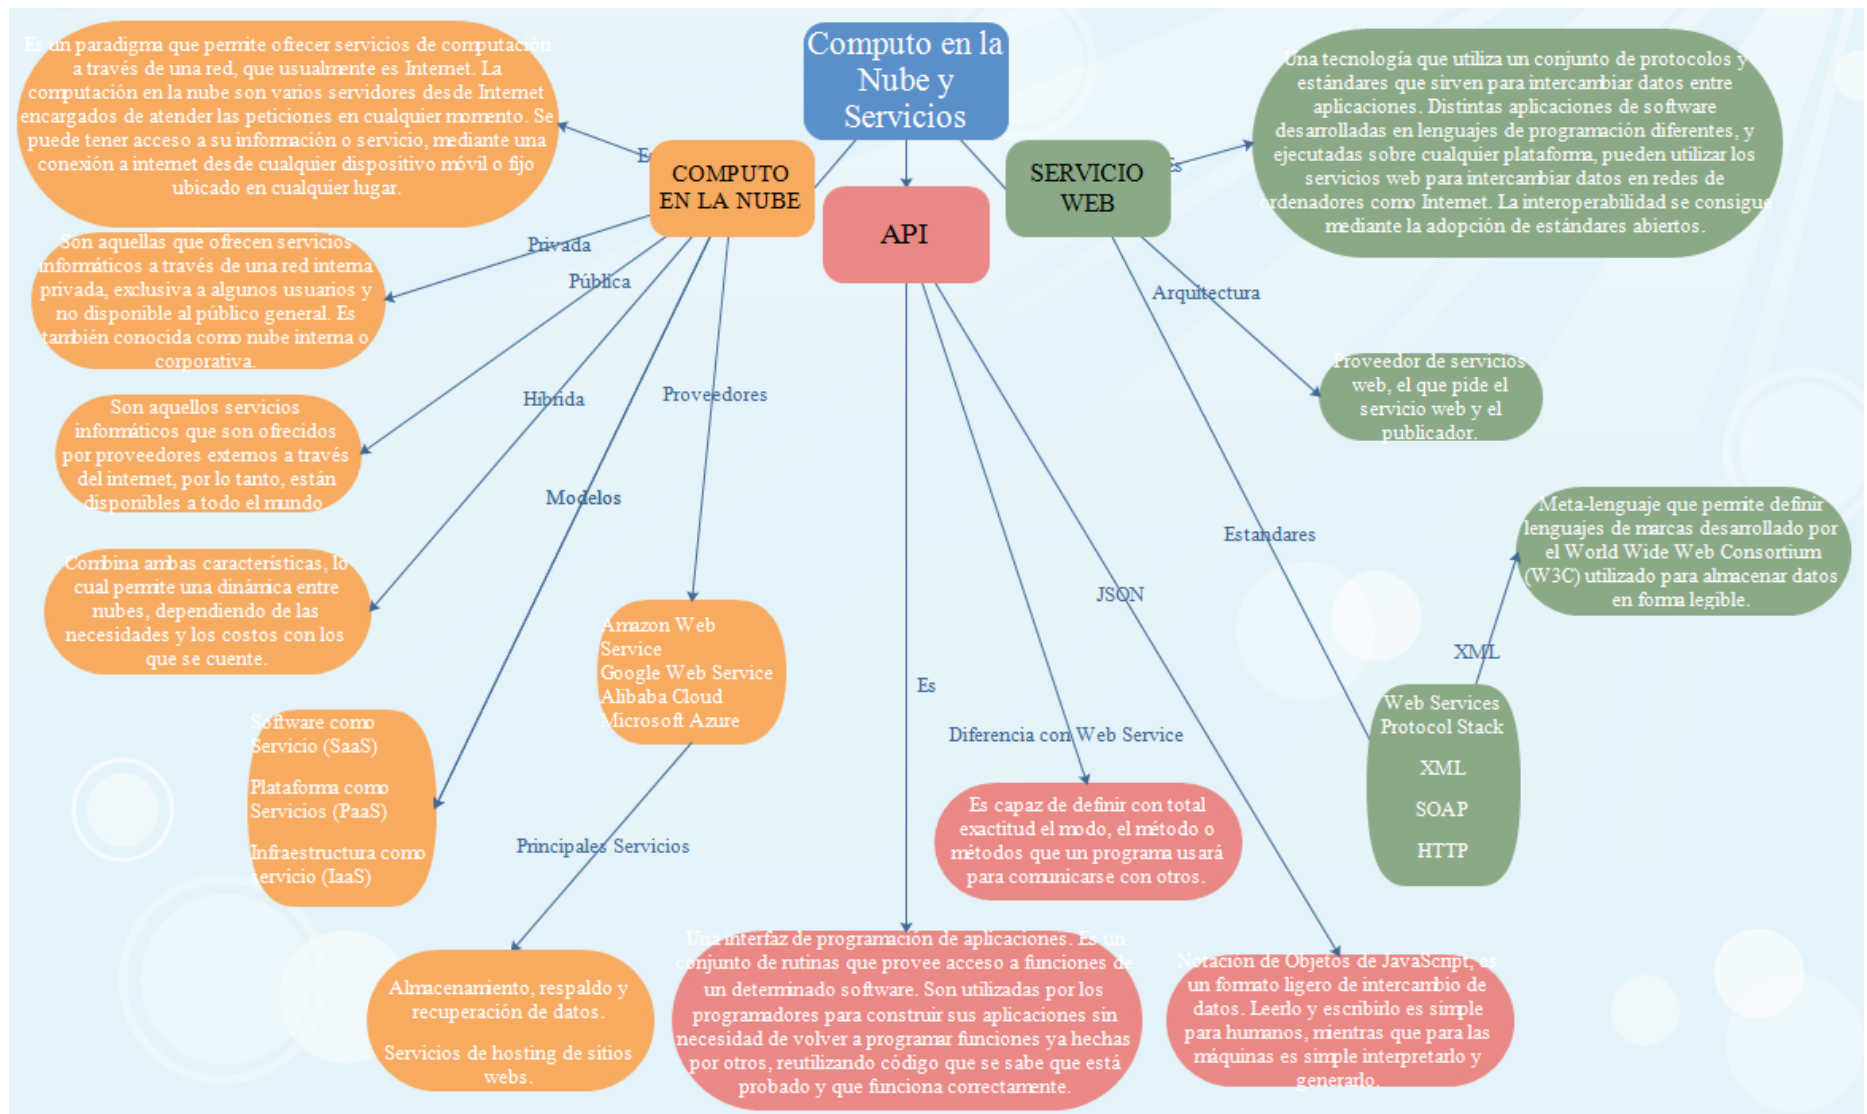 Computo en la
Nube y
Servicios
Es un paradigma que permite ofrecer servicios de computación
a través de una red, que usualmente es Internet. La
computación en la nube son varios servidores desde Internet
encargados de atender las peticiones en cualquier momento. Se
puede tener acceso a su información o servicio, mediante una
conexión a internet desde cualquier dispositivo móvil o fijo
ubicado en cualquier lugar.
Es
COMPUTO
EN LA NUBE
API
SERVICIO
WEB
Es
Una tecnología que utiliza un conjunto de protocolos y
estándares que sirven para intercambiar datos entre
aplicaciones. Distintas aplicaciones de software
desarrolladas en lenguajes de programación diferentes, y
ejecutadas sobre cualquier plataforma, pueden utilizar los
servicios web para intercambiar datos en redes de
ordenadores como Internet. La interoperabilidad se consigue
mediante la adopción de estándares abiertos.
Privada
Son aquellas que ofrecen servicios
informáticos a través de una red interna
privada, exclusiva a algunos usuarios y
no disponible al público general. Es
también conocida como nube interna o
corporativa.
Pública
Son aquellos servicios
informáticos que son ofrecidos
por proveedores externos a través
del internet, por lo tanto, están
disponibles a todo el mundo
Híbrida
Combina ambas características, lo
cual permite una dinámica entre
nubes, dependiendo de las
necesidades y los costos con los
que se cuente.
Modelos
Software como
Servicio (SaaS)
Plataforma como
Servicios (PaaS)
Infraestructura como
servicio (IaaS)
Proveedores
Amazon Web
Service
Google Web Service
Alibaba Cloud
Microsoft Azure
Principales Servicios
Almacenamiento, respaldo y
recuperación de datos.
Servicios de hosting de sitios
webs.
Es
Una interfaz de programación de aplicaciones. Es un
conjunto de rutinas que provee acceso a funciones de
un determinado software. Son utilizadas por los
programadores para construir sus aplicaciones sin
necesidad de volver a programar funciones ya hechas
por otros, reutilizando código que se sabe que está
probado y que funciona correctamente.
Diferencia con Web Service
Es capaz de definir con total
exactitud el modo, el método o
métodos que un programa usará
para comunicarse con otros.
JSON
Notación de Objetos de JavaScript, es
un formato ligero de intercambio de
datos. Leerlo y escribirlo es simple
para humanos, mientras que para las
máquinas es simple interpretarlo y
generarlo.
Arquitectura
Proveedor de servicios
web, el que pide el
servicio web y el
publicador.
Estandares
Web Services
Protocol Stack
XML
SOAP
HTTP
XML
Meta-lenguaje que permite definir
lenguajes de marcas desarrollado por
el World Wide Web Consortium
(W3C) utilizado para almacenar datos
en forma legible.